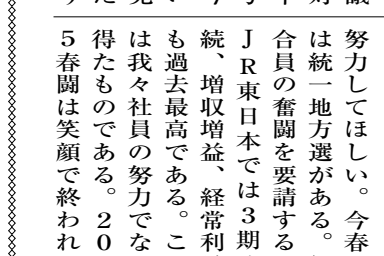 努力してほしい。今春
は統一地方選がある。
合員の奮闘を要請する
JR東日本では3期
続、増収増益、経常利
も過去最高である。こ
は我々社員の努力でな
得たものである。20
5春闘は笑顔で終われ